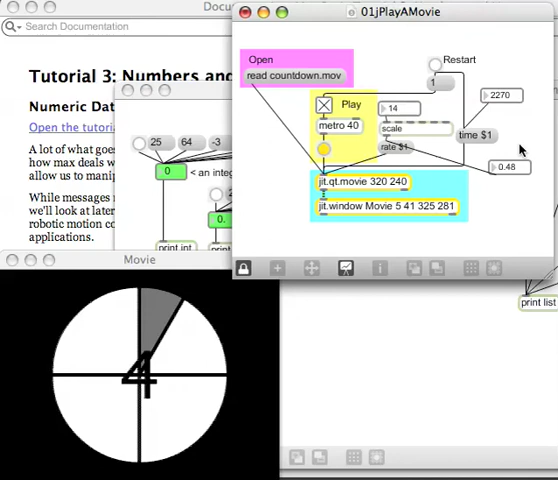 Docu
Search Documentation
Tutorial 3: Numbers and
Numeric Dat
Open the tutoria
A lot of what goes
how max deals w
allow us to manip
While messages r
we'll look at later
robotic motion co
applications.
25
64
-3
0
< an integ
0.
print int
01jPlayAMovie
Open
read countdown.mov
Restart
1
Play
14
2270
metro 40
scale
time $1
rate $1
0.48
jit.qt.movie 320 240
jit.window Movie 5 41 325 281
Movie
4
print list